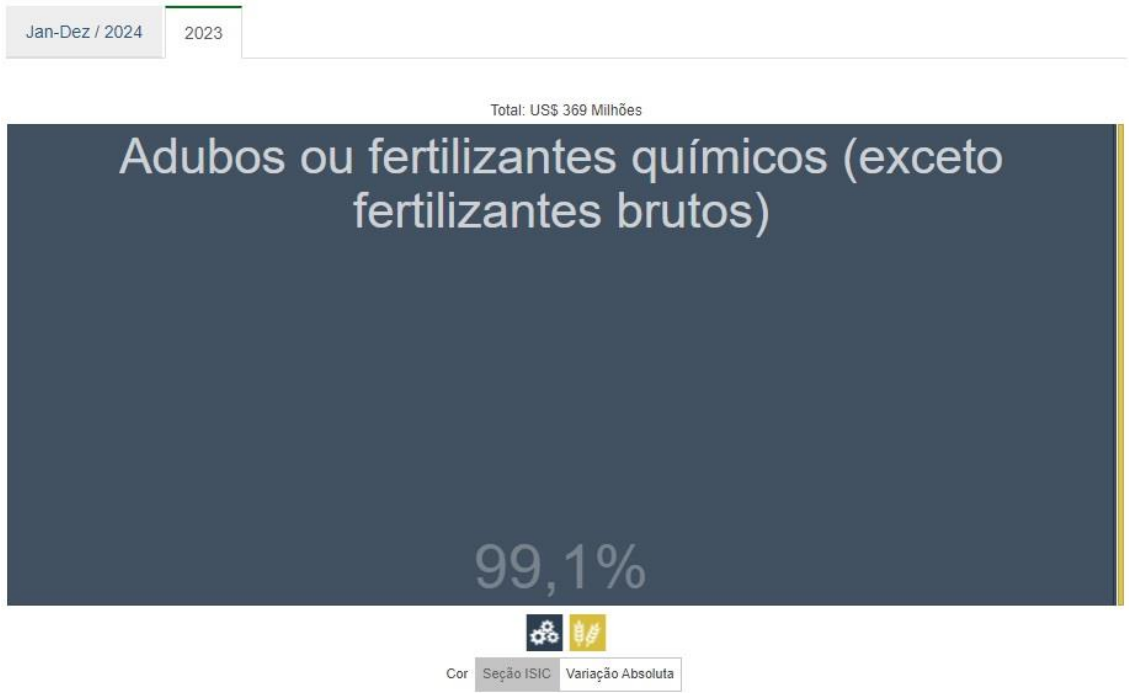 Jan-Dez / 2024
2023
Total: US$ 369 Milhões
Adubos ou fertilizantes químicos (exceto
fertilizantes brutos)
99,1%
Cor Seção ISIC Variação Absoluta